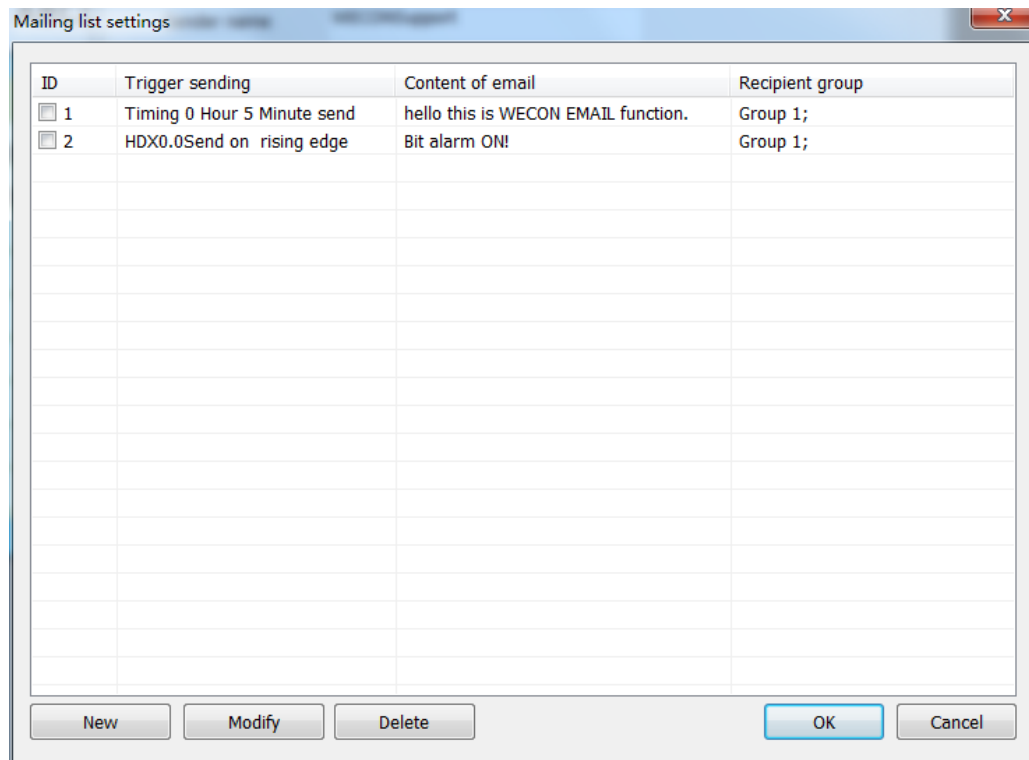 Mailing list settings
ID Trigger sending Content of email Recipient group
1 Timing 0 Hour 5 Minute send hello this is WECON EMAIL function. Group 1;
2 HDX0.0Send on  rising edge Bit alarm ON! Group 1;
New Modify Delete OK Cancel